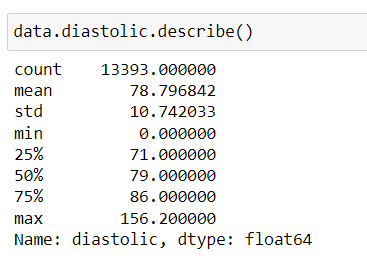 data.diastolic.describe()
count 13393.000000
mean 78.796842
std 10.742033
min 0.000000
25% 71.000000
50% 79.000000
75% 86.000000
max 156.200000
Name: diastolic, dtype: float64